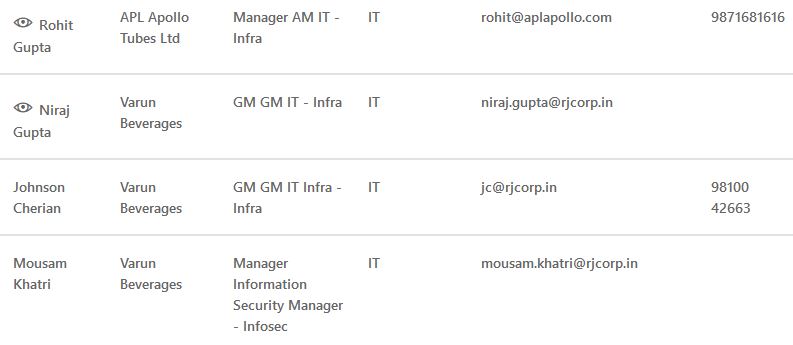 Rohit Gupta APL Apollo Tubes Ltd Manager AM IT - Infra IT rohit@aplapollo.com 9871681616
Niraj Gupta Varun Beverages GM GM IT - Infra IT niraj.gupta@rjcorp.in
Johnson Cherian Varun Beverages GM GM IT Infra - Infra IT jc@rjcorp.in 98100 42663
Mousam Khatri Varun Beverages Manager Information Security Manager - Infosec IT mousam.khatri@rjcorp.in